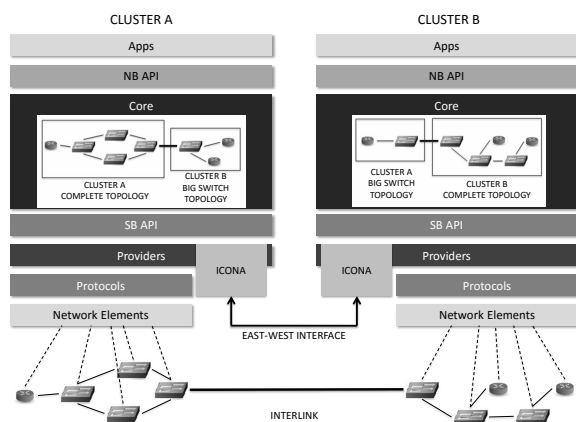 CLUSTER A
CLUSTER B
Apps
Apps
NB API
NB API
Core
Core
CLUSTER A
COMPLETE TOPOLOGY
CLUSTER B
BIG SWITCH
TOPOLOGY
CLUSTER A
BIG SWITCH
TOPOLOGY
CLUSTER B
COMPLETE TOPOLOGY
SB API
SB API
Providers
ICONA
ICONA
Providers
Protocols
Protocols
Network Elements
Network Elements
EAST-WEST INTERFACE
INTERLINK